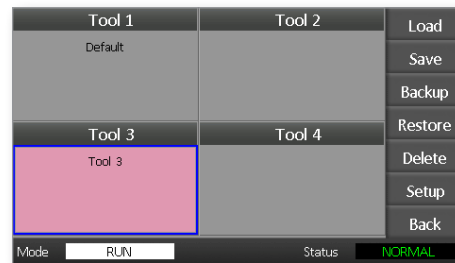 Tool 1
Default
Tool 2
Tool 3
Tool 3
Tool 4
Load
Save
Backup
Restore
Delete
Setup
Back
Mode RUN Status NORMAL